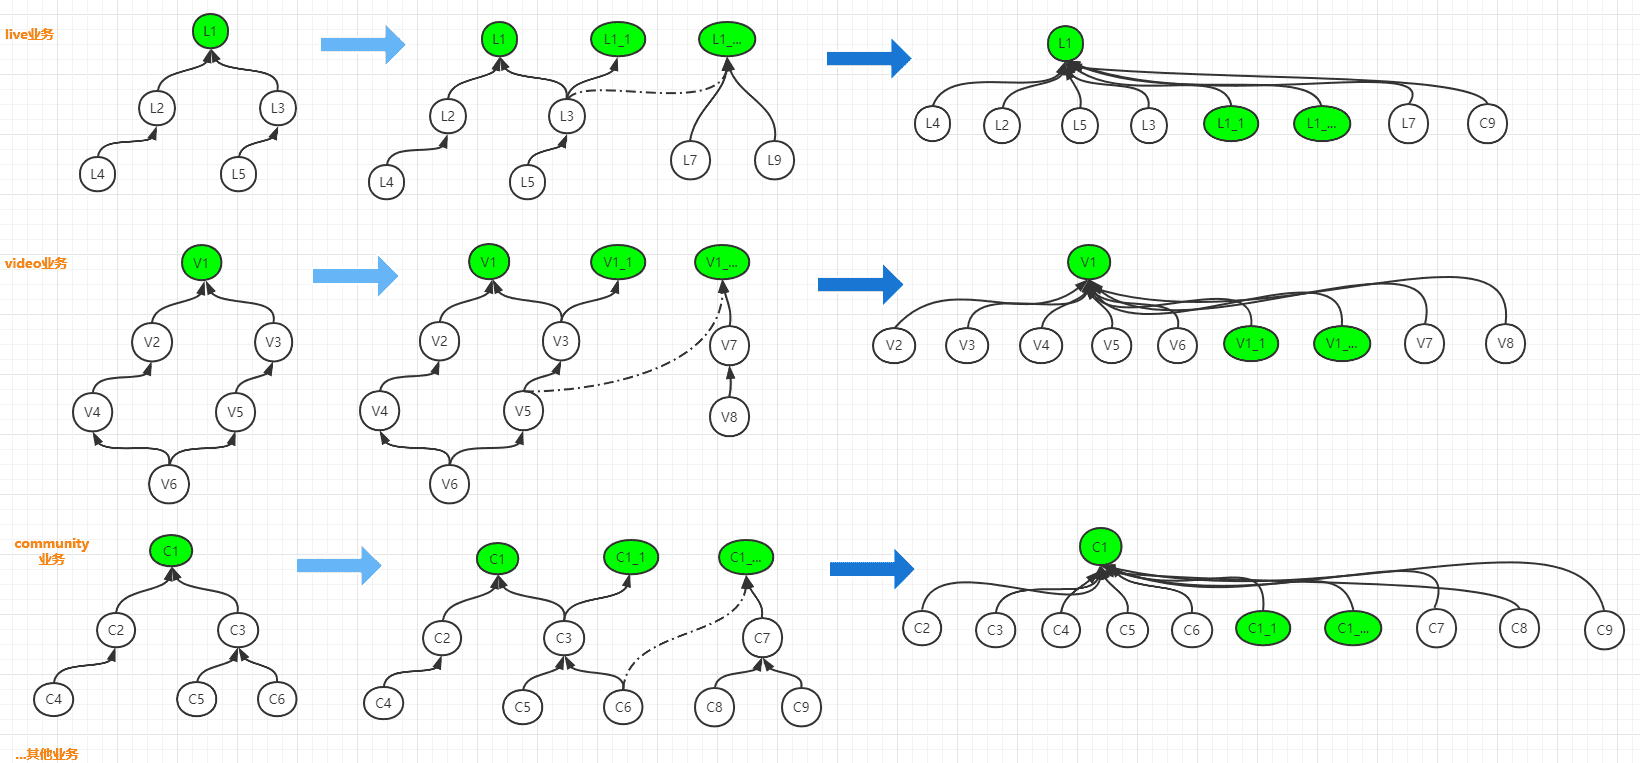 live业务
L1
L2
L3
L4
L5
L1
L1_1
L1_...
L2
L3
L4
L5
L7
L9
L1
L4
L2
L5
L3
L1_1
L1_...
L7
C9
video业务
V1
V2
V3
V4
V5
V6
V1
V1_1
V1_...
V2
V3
V7
V4
V5
V8
V6
V1
V2
V3
V4
V5
V6
V1_1
V1_...
V7
V8
community
业务
C1
C2
C3
C4
C5
C6
C1
C1_1
C1_...
C2
C3
C7
C4
C5
C6
C8
C9
C1
C2
C3
C4
C5
C6
C1_1
C1_...
C7
C8
C9
...其他业务